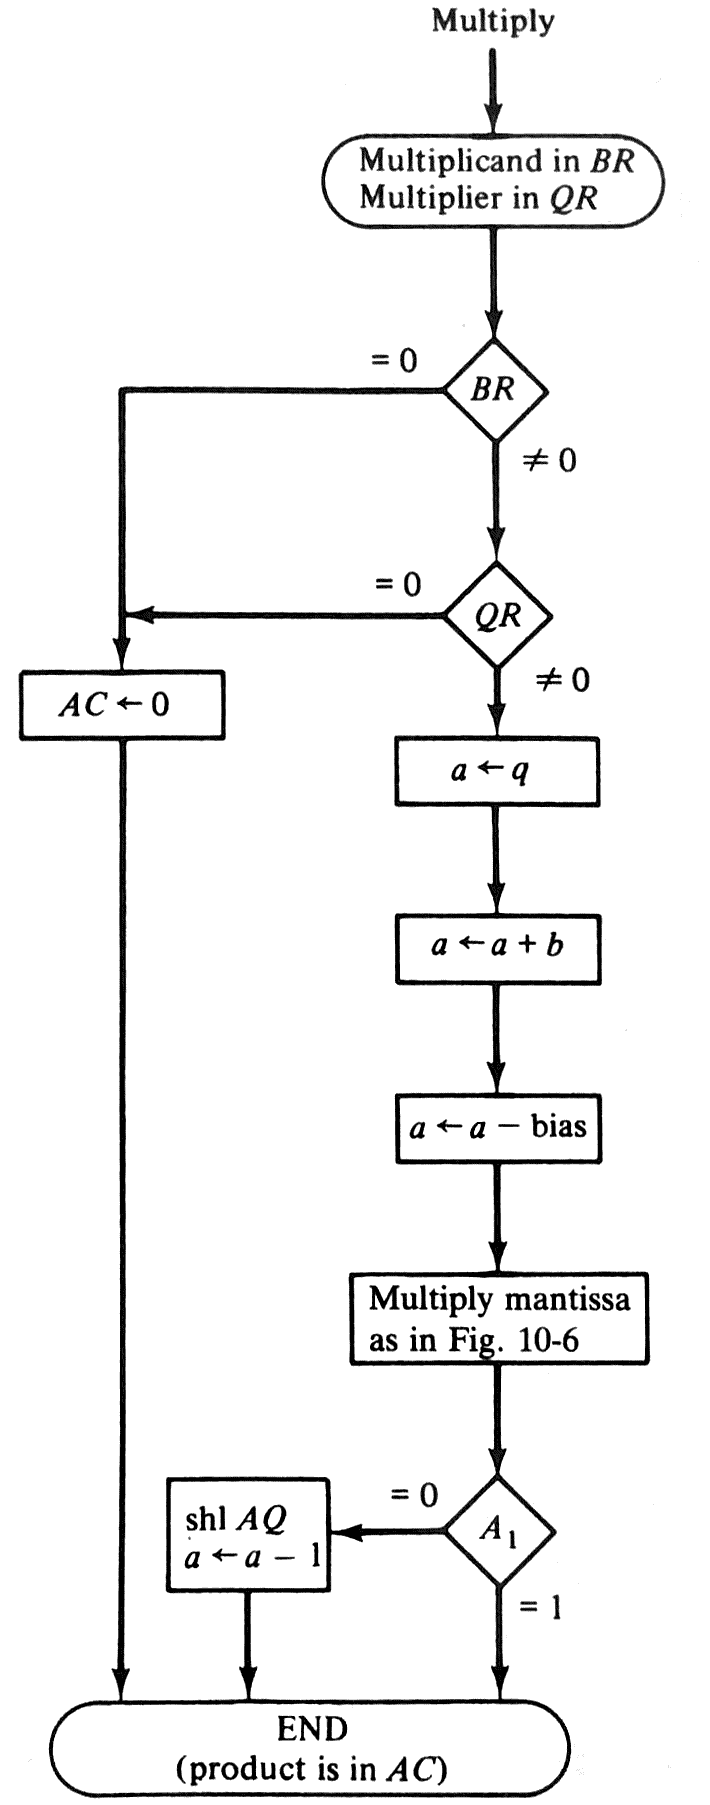 Multiply
Multiplicand in BR
Multiplier in QR
= 0
BR
≠ 0
= 0
QR
≠ 0
AC ← 0
a ← q
a ← a + b
a ← a − bias
Multiply mantissa
as in Fig. 10-6
= 0
shl AQ
a ← a − 1
A₁
= 1
END
(product is in AC)